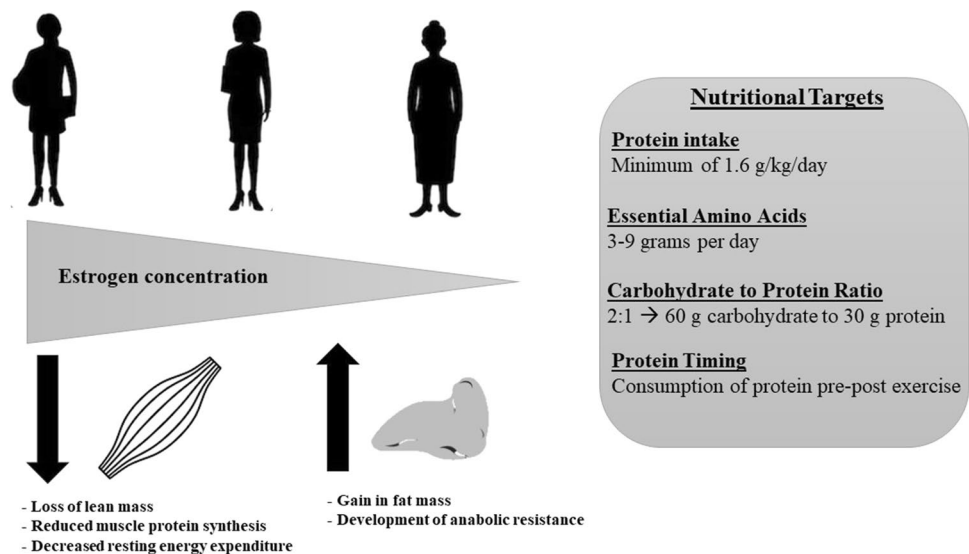 Estrogen concentration
- Loss of lean mass
- Reduced muscle protein synthesis
- Decreased resting energy expenditure
- Gain in fat mass
- Development of anabolic resistance
Nutritional Targets
Protein intake
Minimum of 1.6 g/kg/day
Essential Amino Acids
3-9 grams per day
Carbohydrate to Protein Ratio
2:1 → 60 g carbohydrate to 30 g protein
Protein Timing
Consumption of protein pre-post exercise